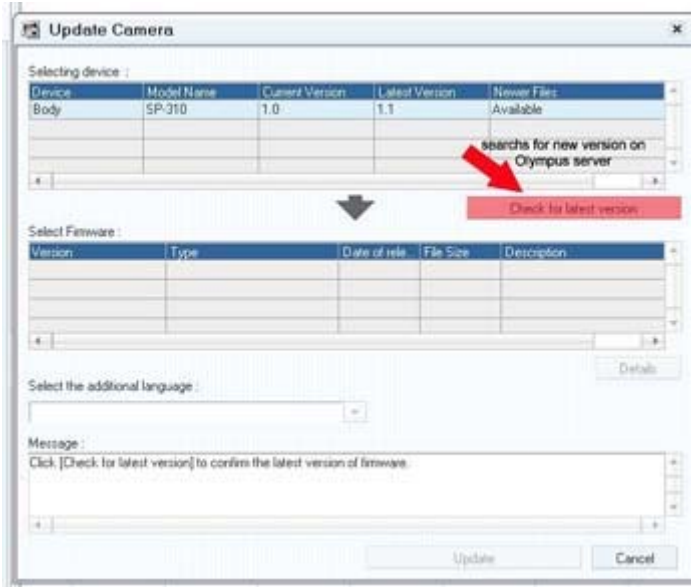 Update Camera
Selecting device :
Device Model Name Current Version Latest Version Newer Files
Body SP-310 1.0 1.1 Available
searchs for new version on
Olympus server
Check for latest version
Select Firmware :
Version Type Date of rele... File Size Description
Details
Select the additional language :
Message :
Click [Check for latest version] to confirm the latest version of firmware.
Update Cancel